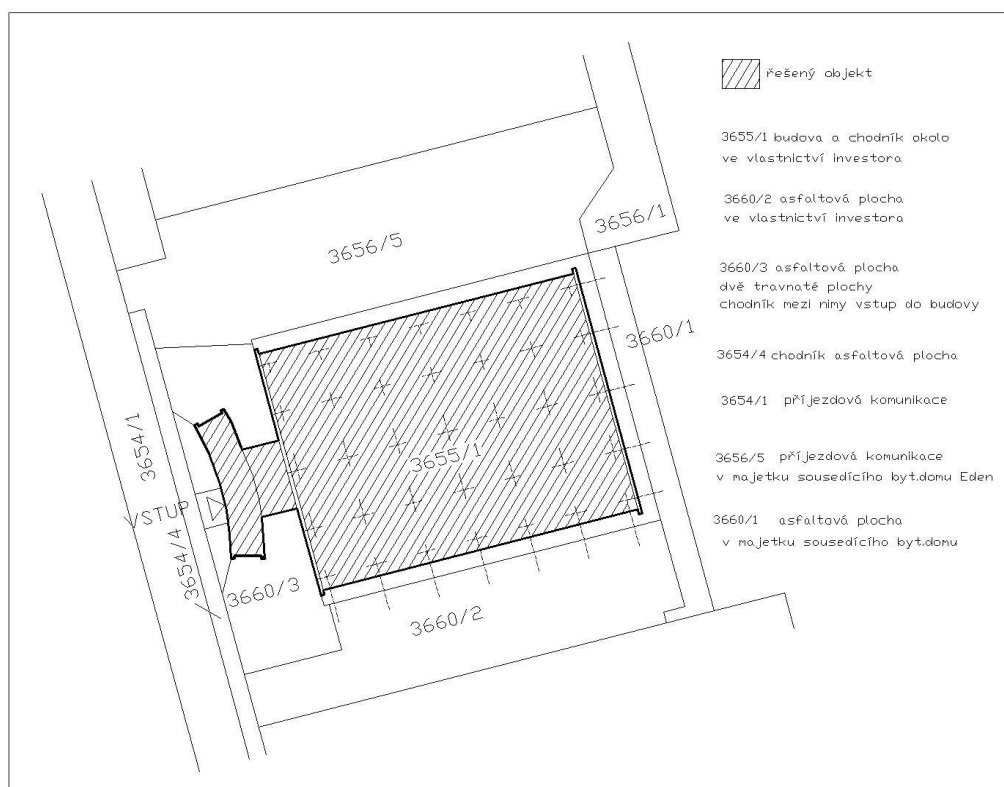 řešený objekt
3655/1 budova a chodník okolo
ve vlastnictví investora
3660/2 asfaltová plocha
ve vlastnictví investora
3660/3 asfaltová plocha
dvě travnaté plochy
chodník mezi nimy vstup do budovy
3654/4 chodník asfaltová plocha
3654/1 příjezdová komunikace
3656/5 příjezdová komunikace
v majetku sousedícího byt.domu Eden
3660/1 asfaltová plocha
v majetku sousedícího byt.domu
3656/1
3656/5
3660/1
3654/1
3655/1
VSTUP
3654/4
3660/3
3660/2